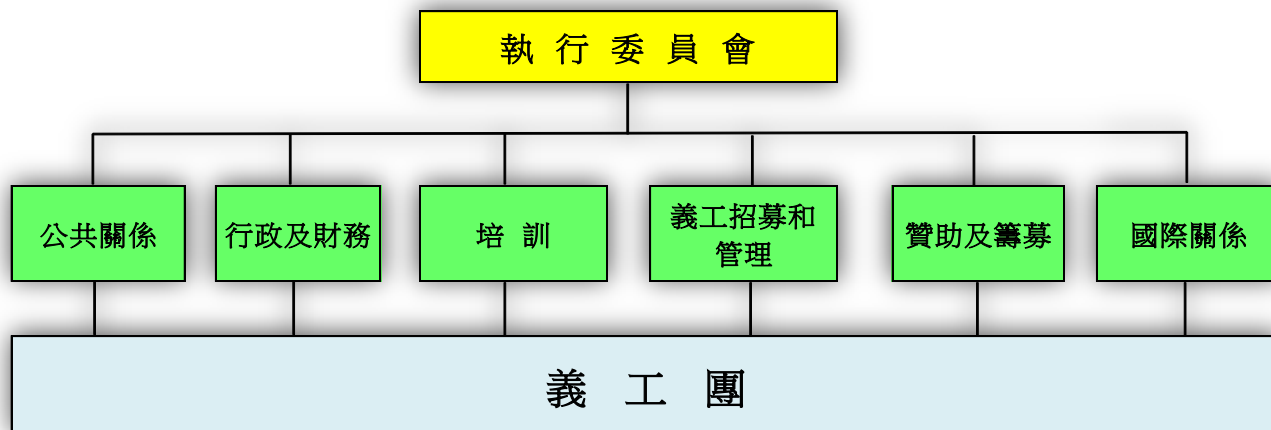 執行委員會
公共關係
行政及財務
培訓
義工招募和
管理
贊助及籌募
國際關係
義工團